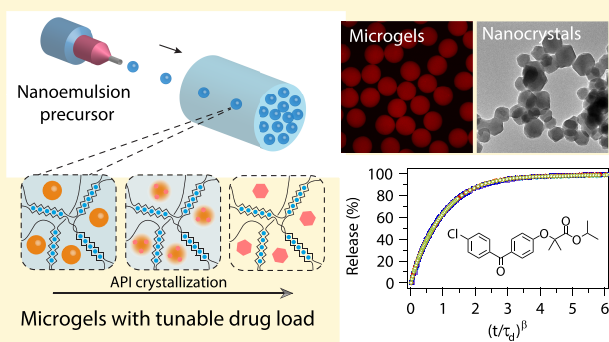 Nanoemulsion
precursor
API crystallization
Microgels with tunable drug load
Microgels
Nanocrystals
Release (%)
100
80
60
40
20
0
Cl
O
O
O
O
0
1
2
3
4
5
6
(t/τd)β